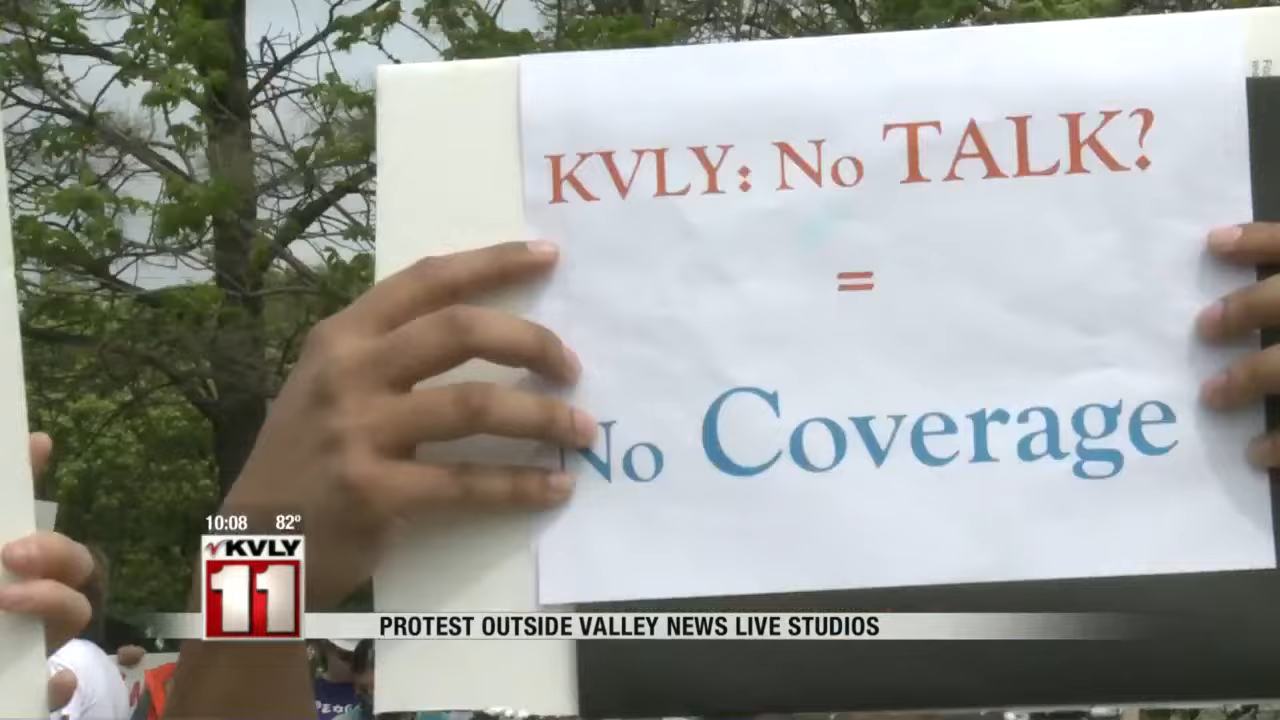 KVLY: No TALK?
=
No Coverage
10:08 82°
KVLY
11
PROTEST OUTSIDE VALLEY NEWS LIVE STUDIOS